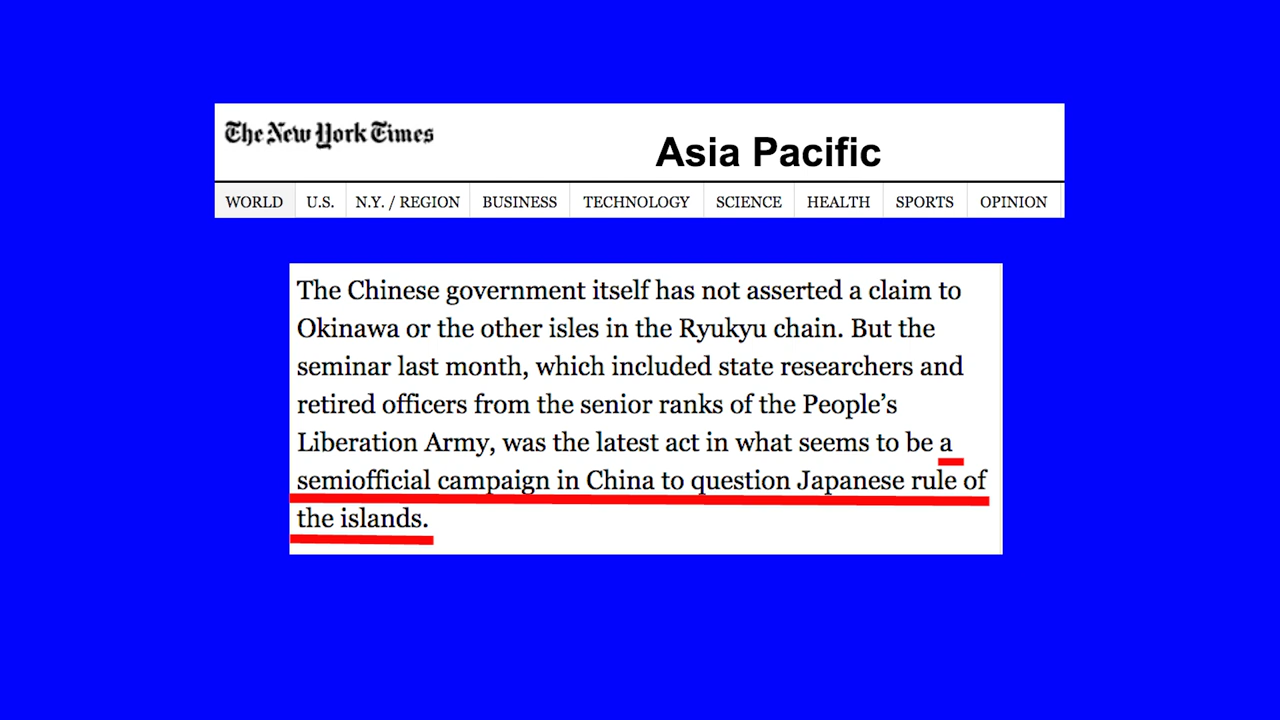 The New York Times
Asia Pacific
WORLD U.S. N.Y. / REGION BUSINESS TECHNOLOGY SCIENCE HEALTH SPORTS OPINION
The Chinese government itself has not asserted a claim to
Okinawa or the other isles in the Ryukyu chain. But the
seminar last month, which included state researchers and
retired officers from the senior ranks of the People’s
Liberation Army, was the latest act in what seems to be a
semiofficial campaign in China to question Japanese rule of
the islands.